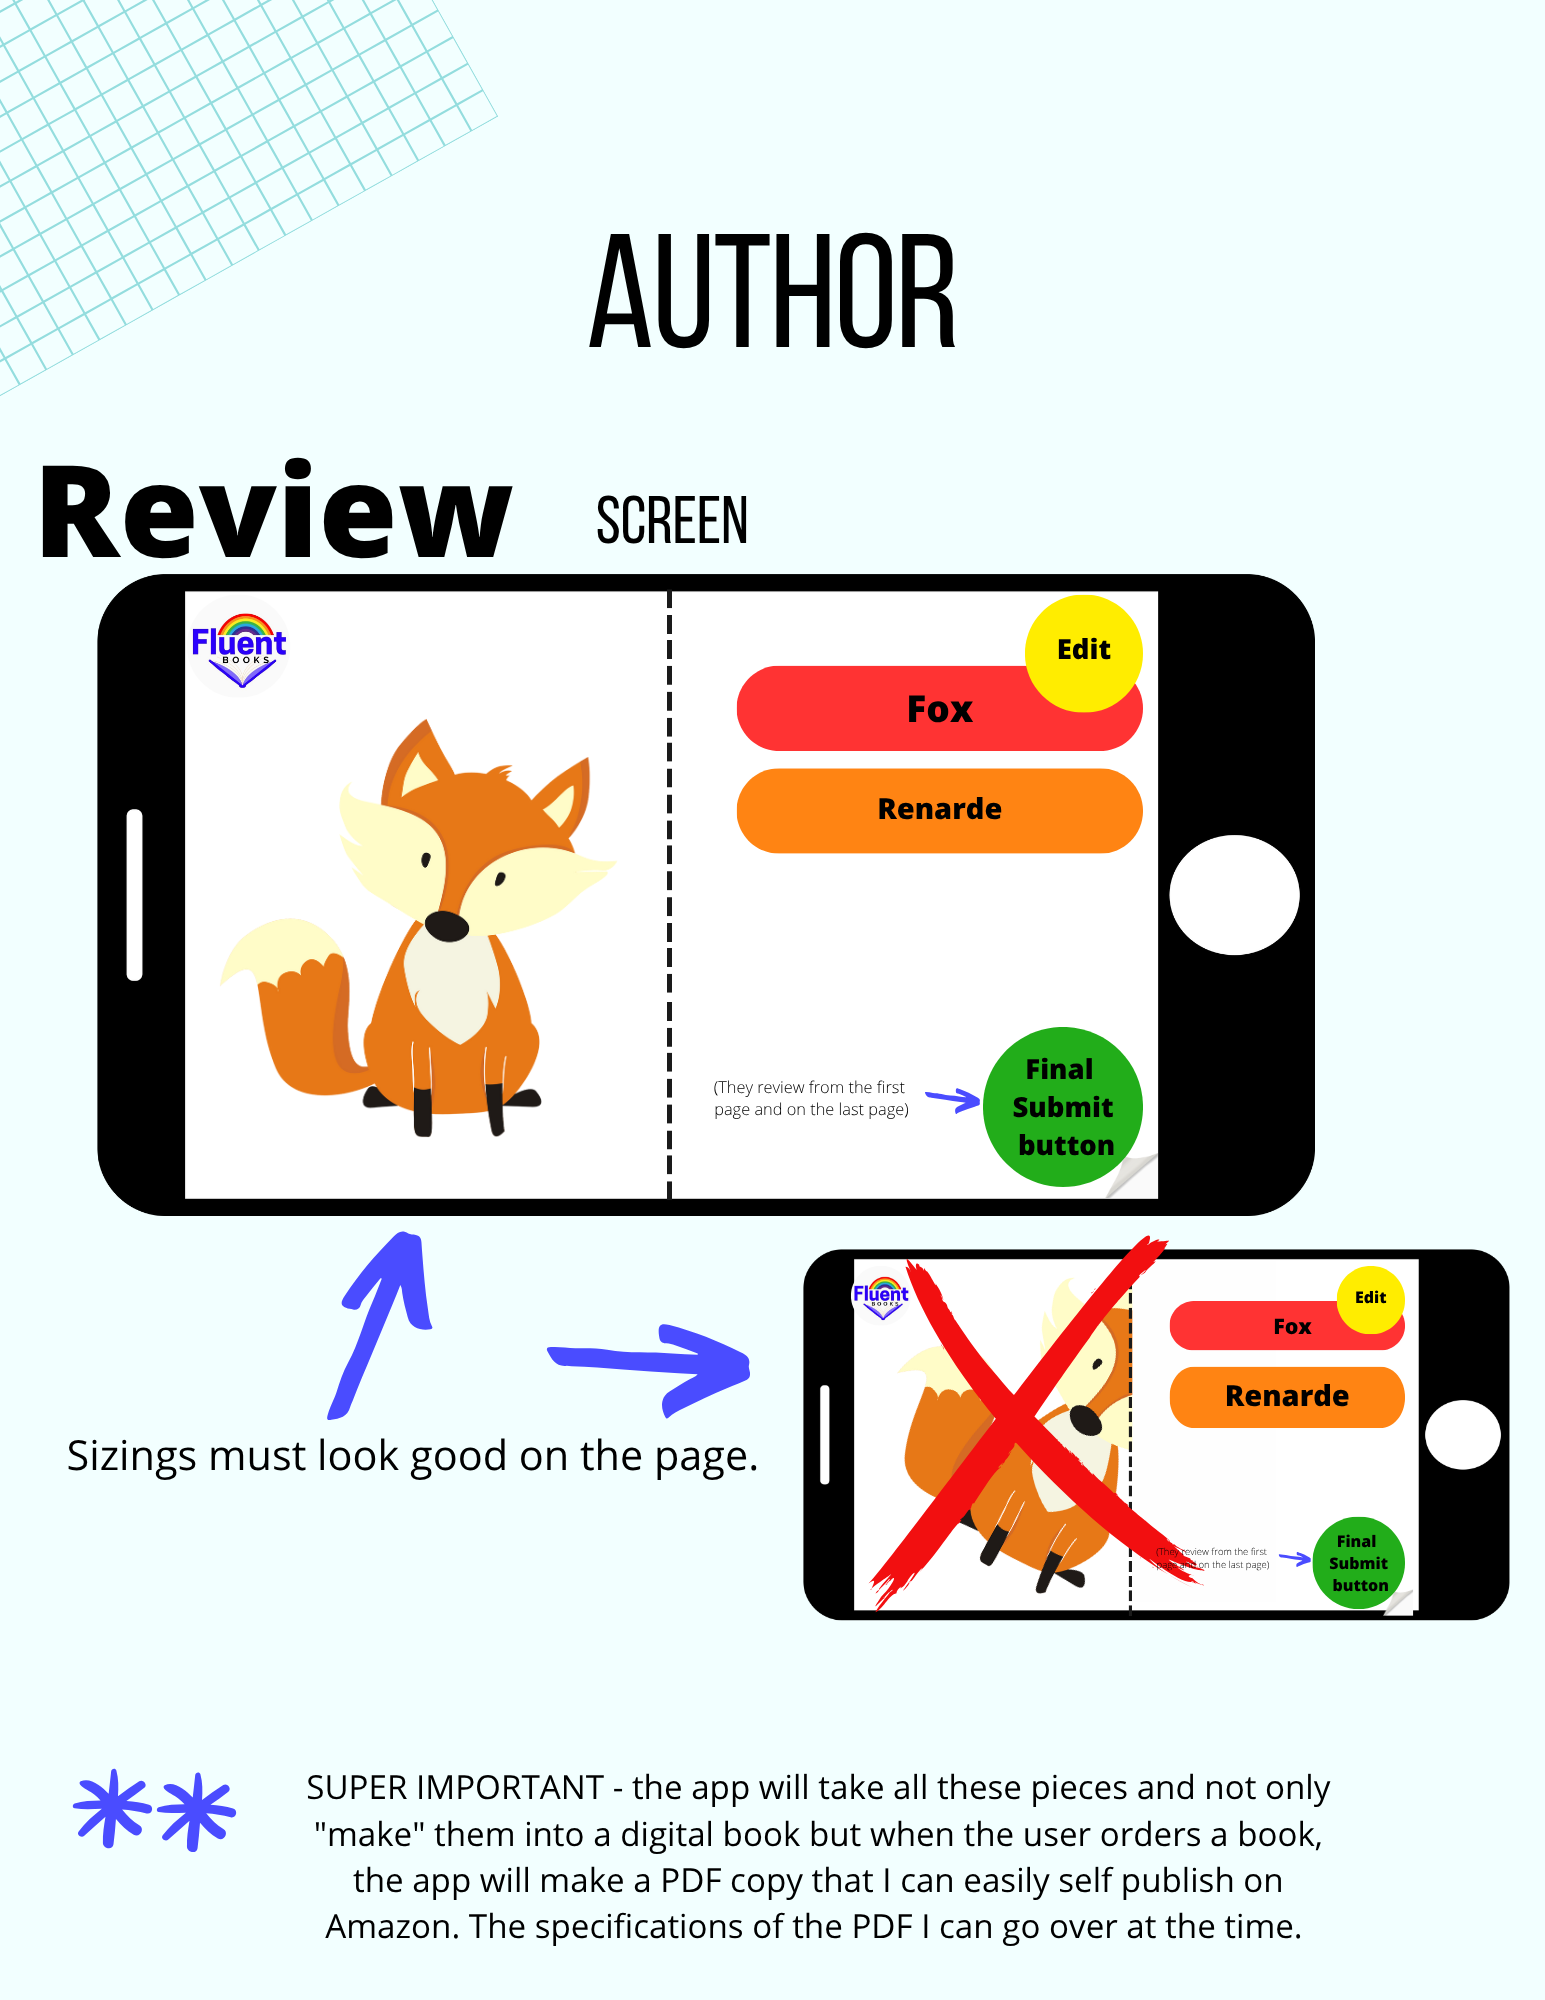 AUTHOR
Review SCREEN
Fluent
BOOKS
Edit
Fox
Renarde
(They review from the first
page and on the last page)
Final
Submit
button
Fluent
BOOKS
Edit
Fox
Renarde
(They review from the first
page and on the last page)
Final
Submit
button
Sizings must look good on the page.
SUPER IMPORTANT - the app will take all these pieces and not only
"make" them into a digital book but when the user orders a book,
the app will make a PDF copy that I can easily self publish on
Amazon. The specifications of the PDF I can go over at the time.